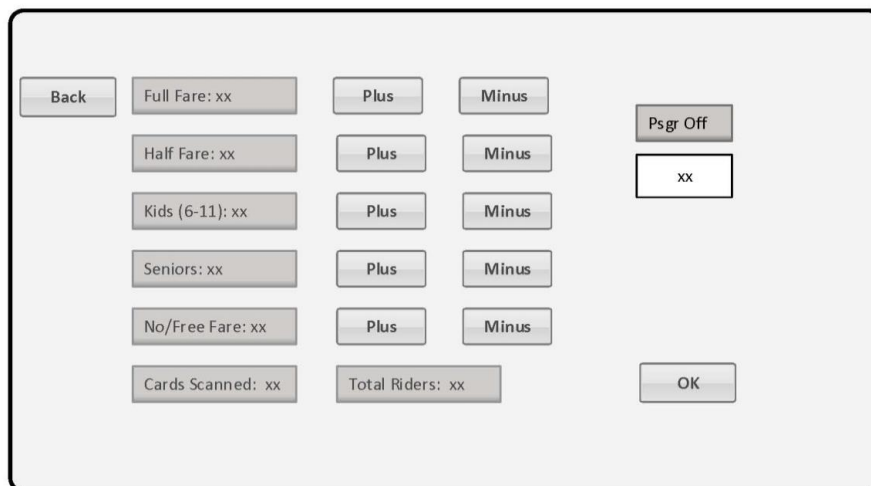 Back
Full Fare: xx
Plus
Minus
Psgr Off
Half Fare: xx
Plus
Minus
xx
Kids (6-11): xx
Plus
Minus
Seniors: xx
Plus
Minus
No/Free Fare: xx
Plus
Minus
Cards Scanned: xx
Total Riders: xx
OK